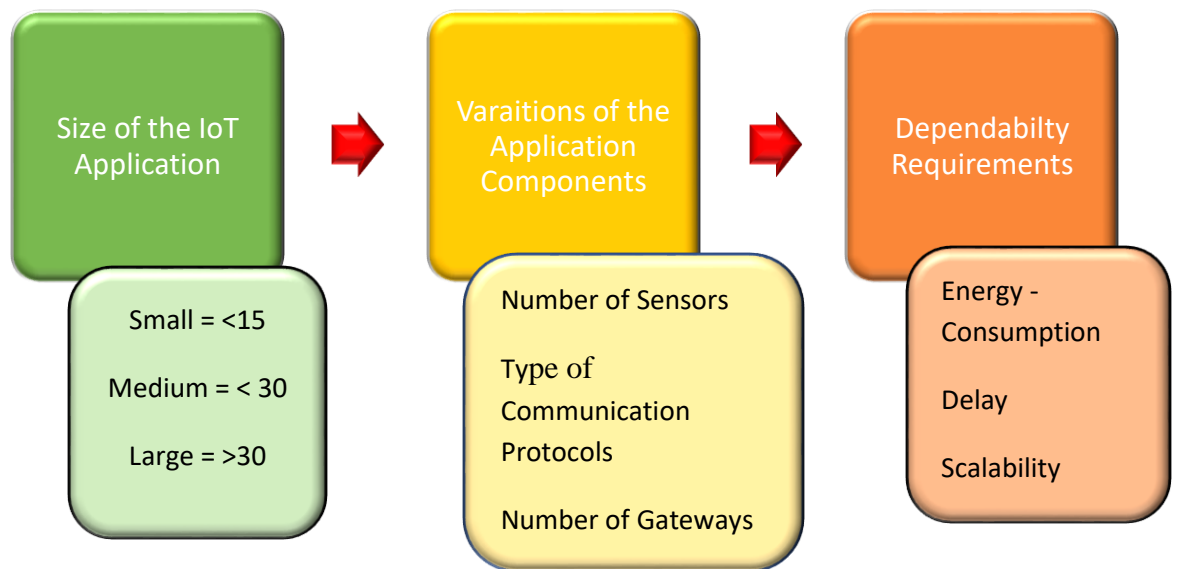 Size of the IoT
Application
Small = <15
Medium = < 30
Large = >30
Varaitions of the
Application
Components
Number of Sensors
Type of
Communication
Protocols
Number of Gateways
Dependabilty
Requirements
Energy -
Consumption
Delay
Scalability